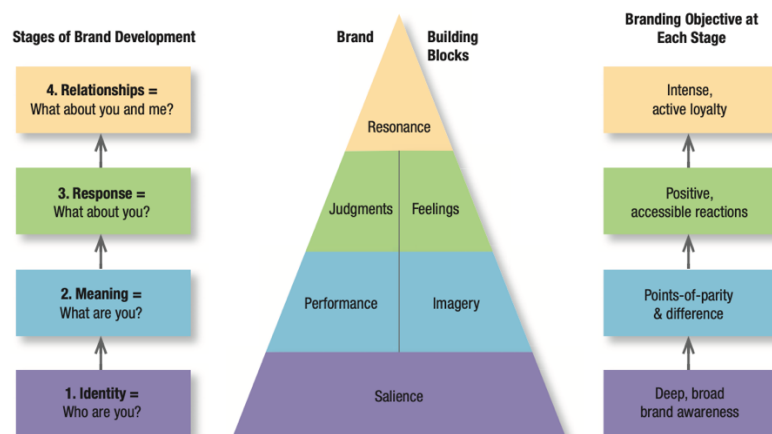 Stages of Brand Development
4. Relationships =
What about you and me?
3. Response =
What about you?
2. Meaning =
What are you?
1. Identity =
Who are you?
Brand
Building
Blocks
Resonance
Judgments
Feelings
Performance
Imagery
Salience
Branding Objective at
Each Stage
Intense,
active loyalty
Positive,
accessible reactions
Points-of-parity
& difference
Deep, broad
brand awareness